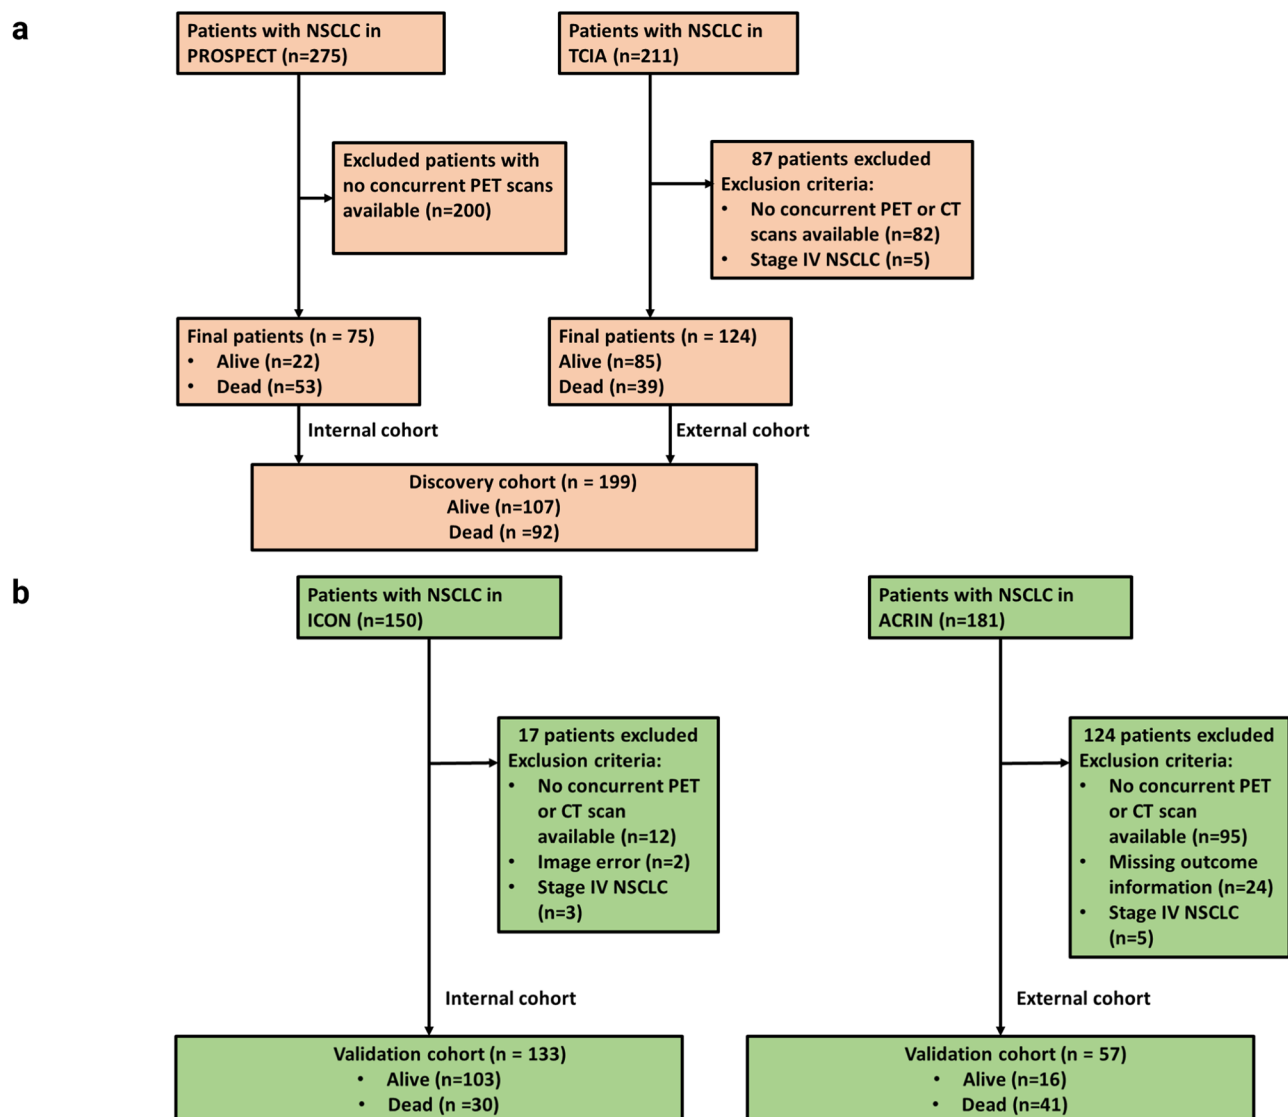 a
Patients with NSCLC in
PROSPECT (n=275)
Patients with NSCLC in
TCIA (n=211)
Excluded patients with
no concurrent PET scans
available (n=200)
87 patients excluded
Exclusion criteria:
• No concurrent PET or CT
scans available (n=82)
• Stage IV NSCLC (n=5)
Final patients (n = 75)
• Alive (n=22)
• Dead (n=53)
Final patients (n = 124)
Alive (n=85)
Dead (n=39)
Internal cohort
External cohort
Discovery cohort (n = 199)
Alive (n=107)
Dead (n =92)
b
Patients with NSCLC in
ICON (n=150)
Patients with NSCLC in
ACRIN (n=181)
17 patients excluded
Exclusion criteria:
• No concurrent PET
or CT scan
available (n=12)
• Image error (n=2)
• Stage IV NSCLC
(n=3)
124 patients excluded
Exclusion criteria:
• No concurrent PET
or CT scan
available (n=95)
• Missing outcome
information (n=24)
• Stage IV NSCLC
(n=5)
Internal cohort
External cohort
Validation cohort (n = 133)
• Alive (n=103)
• Dead (n =30)
Validation cohort (n = 57)
• Alive (n=16)
• Dead (n=41)